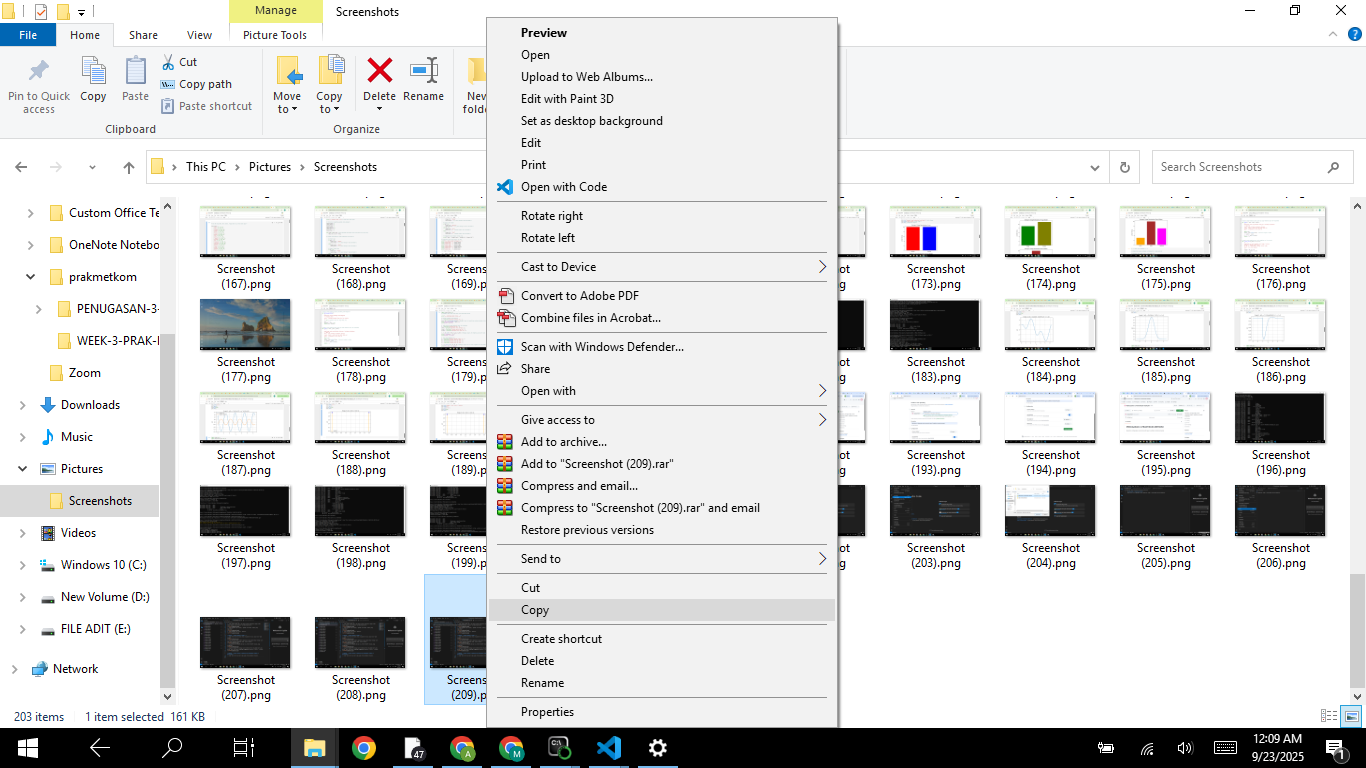 Manage
Screenshots
File
Home
Share
View
Picture Tools
Pin to Quick access
Copy
Paste
Cut
Copy path
Paste shortcut
Clipboard
Move to
Copy to
Delete
Rename
Organize
New
folde
This PC
Pictures
Screenshots
Search Screenshots
Custom Office Te
OneNote Notebo
prakmetkom
PENUGASAN-3-
WEEK-3-PRAK-
Zoom
Downloads
Music
Pictures
Screenshots
Videos
Windows 10 (C:)
New Volume (D:)
FILE ADIT (E:)
Network
Screenshot (167).png
Screenshot (168).png
Screens
(169).p
t
Screenshot (173).png
Screenshot (174).png
Screenshot (175).png
Screenshot (176).png
Screenshot (177).png
Screenshot (178).png
Screens
(179).p
t
Screenshot (183).png
Screenshot (184).png
Screenshot (185).png
Screenshot (186).png
Screenshot (187).png
Screenshot (188).png
Screens
(189).p
t
Screenshot (193).png
Screenshot (194).png
Screenshot (195).png
Screenshot (196).png
Screenshot (197).png
Screenshot (198).png
Screens
(199).p
t
Screenshot (203).png
Screenshot (204).png
Screenshot (205).png
Screenshot (206).png
Screenshot (207).png
Screenshot (208).png
Screens
(209).p
Preview
Open
Upload to Web Albums...
Edit with Paint 3D
Set as desktop background
Edit
Print
Open with Code
Rotate right
Rotate left
Cast to Device
Convert to Adobe PDF
Combine files in Acrobat...
Scan with Windows Defender...
Share
Open with
Give access to
Add to archive...
Add to "Screenshot (209).rar"
Compress and email...
Compress to "Screenshot (209).rar" and email
Restore previous versions
Send to
Cut
Copy
Create shortcut
Delete
Rename
Properties
203 items
1 item selected 161 KB
47
A
M
12:09 AM
9/23/2025
1